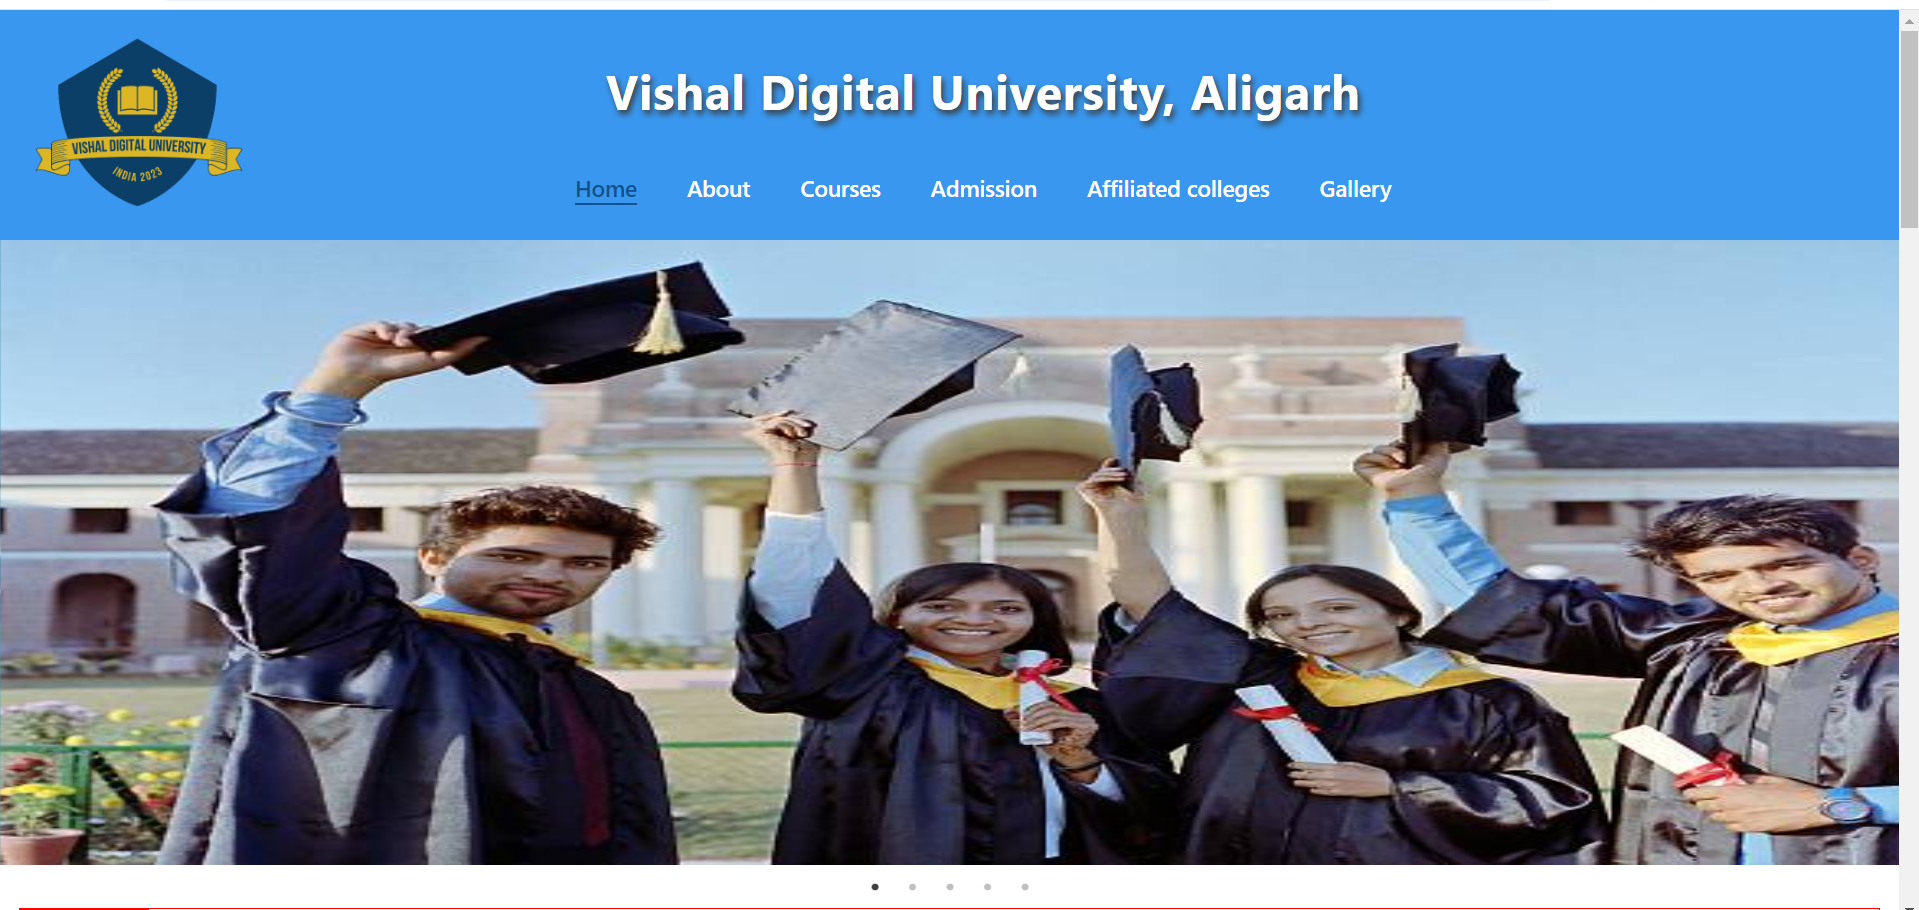 Vishal Digital University, Aligarh
VISHAL DIGITAL UNIVERSITY
INDIA 2023
Home About Courses Admission Affiliated colleges Gallery